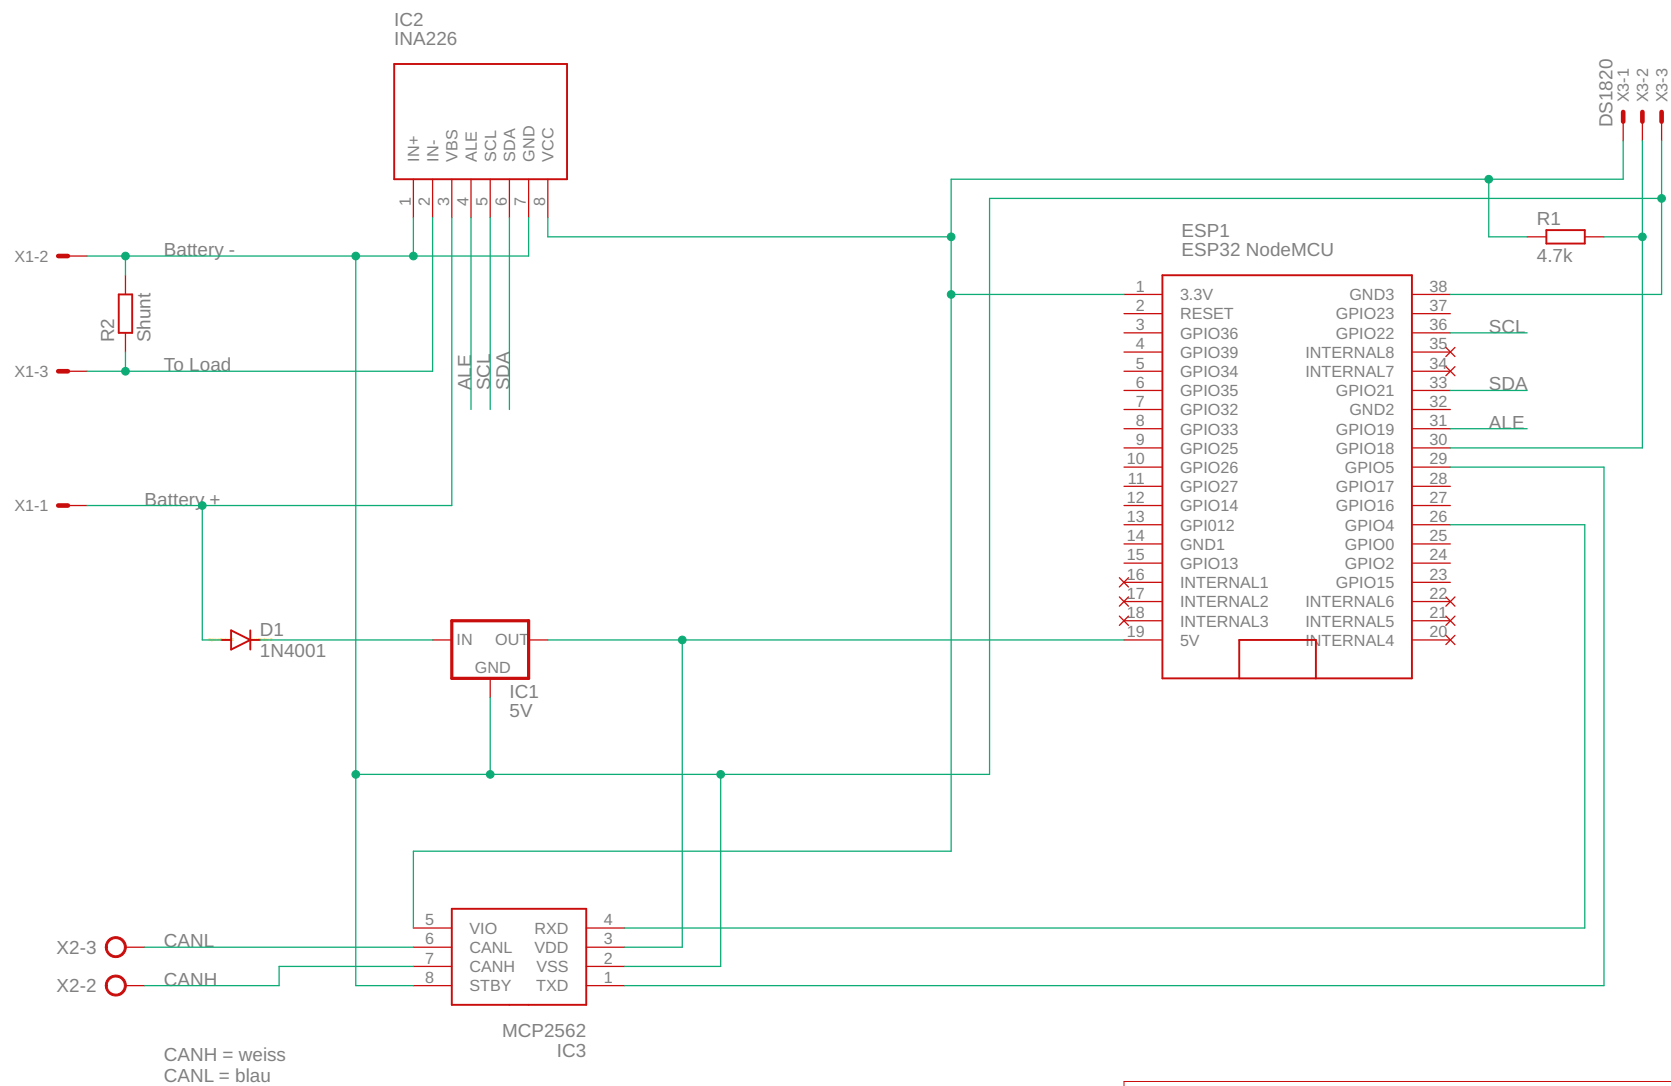 IC2
INA226
IN+
IN-
VBS
ALE
SCL
SDA
GND
VCC
1
2
3
4
5
6
7
8
DS1820
X3-1
X3-2
X3-3
X1-2
Battery -
R2
Shunt
X1-3
To Load
ALE
SCL
SDA
X1-1
Battery +
R1
4.7k
ESP1
ESP32 NodeMCU
1 3.3V GND3 38
2 RESET GPIO23 37
3 GPIO36 GPIO22 36 SCL
4 GPIO39 INTERNAL8 35
5 GPIO34 INTERNAL7 34
6 GPIO35 GPIO21 33 SDA
7 GPIO32 GND2 32
8 GPIO33 GPIO19 31 ALE
9 GPIO25 GPIO18 30
10 GPIO26 GPIO5 29
11 GPIO27 GPIO17 28
12 GPIO14 GPIO16 27
13 GPI012 GPIO4 26
14 GND1 GPIO0 25
15 GPIO13 GPIO2 24
16 INTERNAL1 GPIO15 23
17 INTERNAL2 INTERNAL6 22
18 INTERNAL3 INTERNAL5 21
19 5V INTERNAL4 20
D1
1N4001
IN OUT
GND
IC1
5V
5 VIO RXD 4
X2-3 CANL 6 CANL VDD 3
7 CANH VSS 2
X2-2 CANH 8 STBY TXD 1
MCP2562
IC3
CANH = weiss
CANL = blau